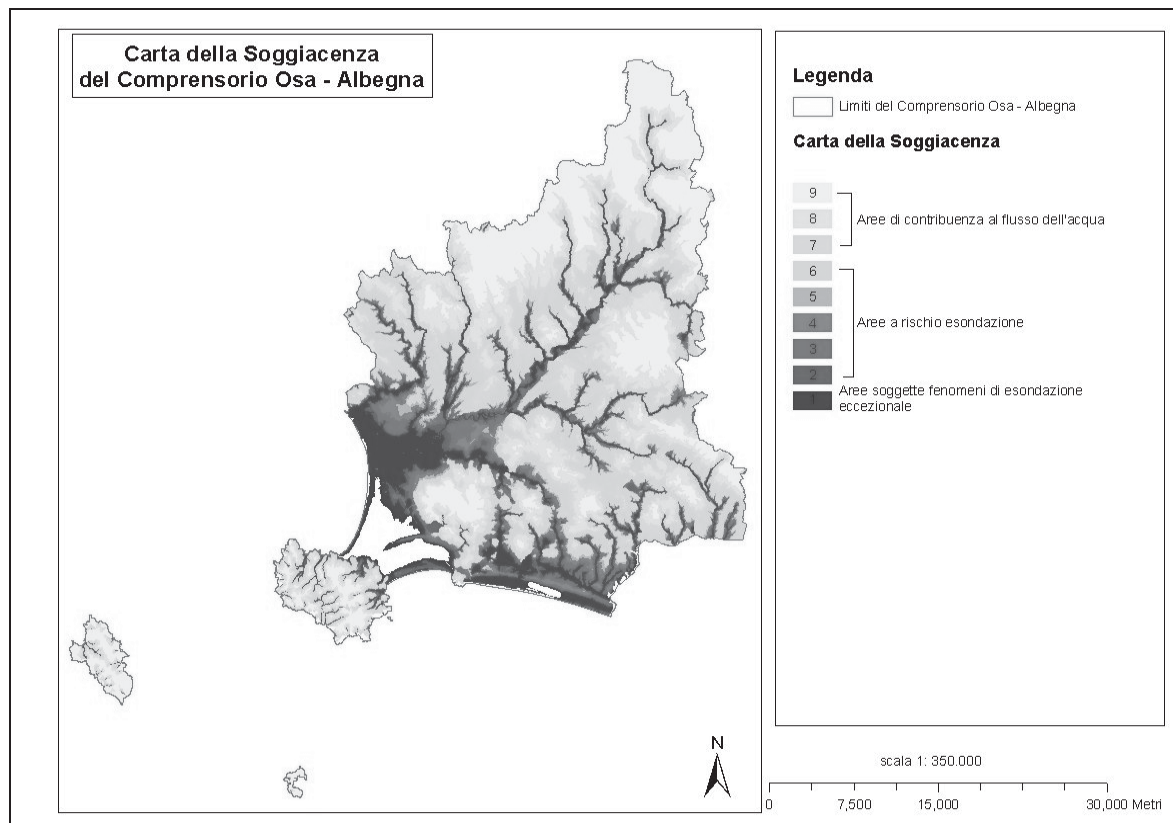 Carta della Soggiacenza
del Comprensorio Osa - Albegna
Legenda
Limiti del Comprensorio Osa - Albegna
Carta della Soggiacenza
9
8
7
Aree di contribuenza al flusso dell'acqua
6
5
4
3
2
Aree a rischio esondazione
1
Aree soggette fenomeni di esondazione
eccezionale
N
scala 1: 350.000
0 7,500 15,000 30,000 Metri